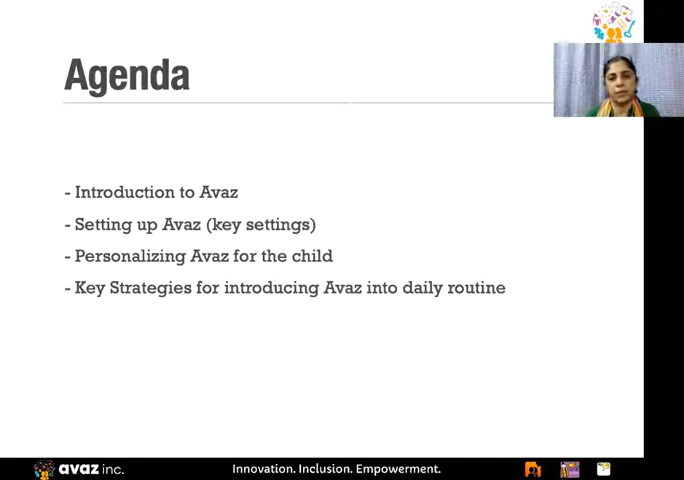 Agenda
- Introduction to Avaz
- Setting up Avaz (key settings)
- Personalizing Avaz for the child
- Key Strategies for introducing Avaz into daily routine
avaz inc.
Innovation. Inclusion. Empowerment.